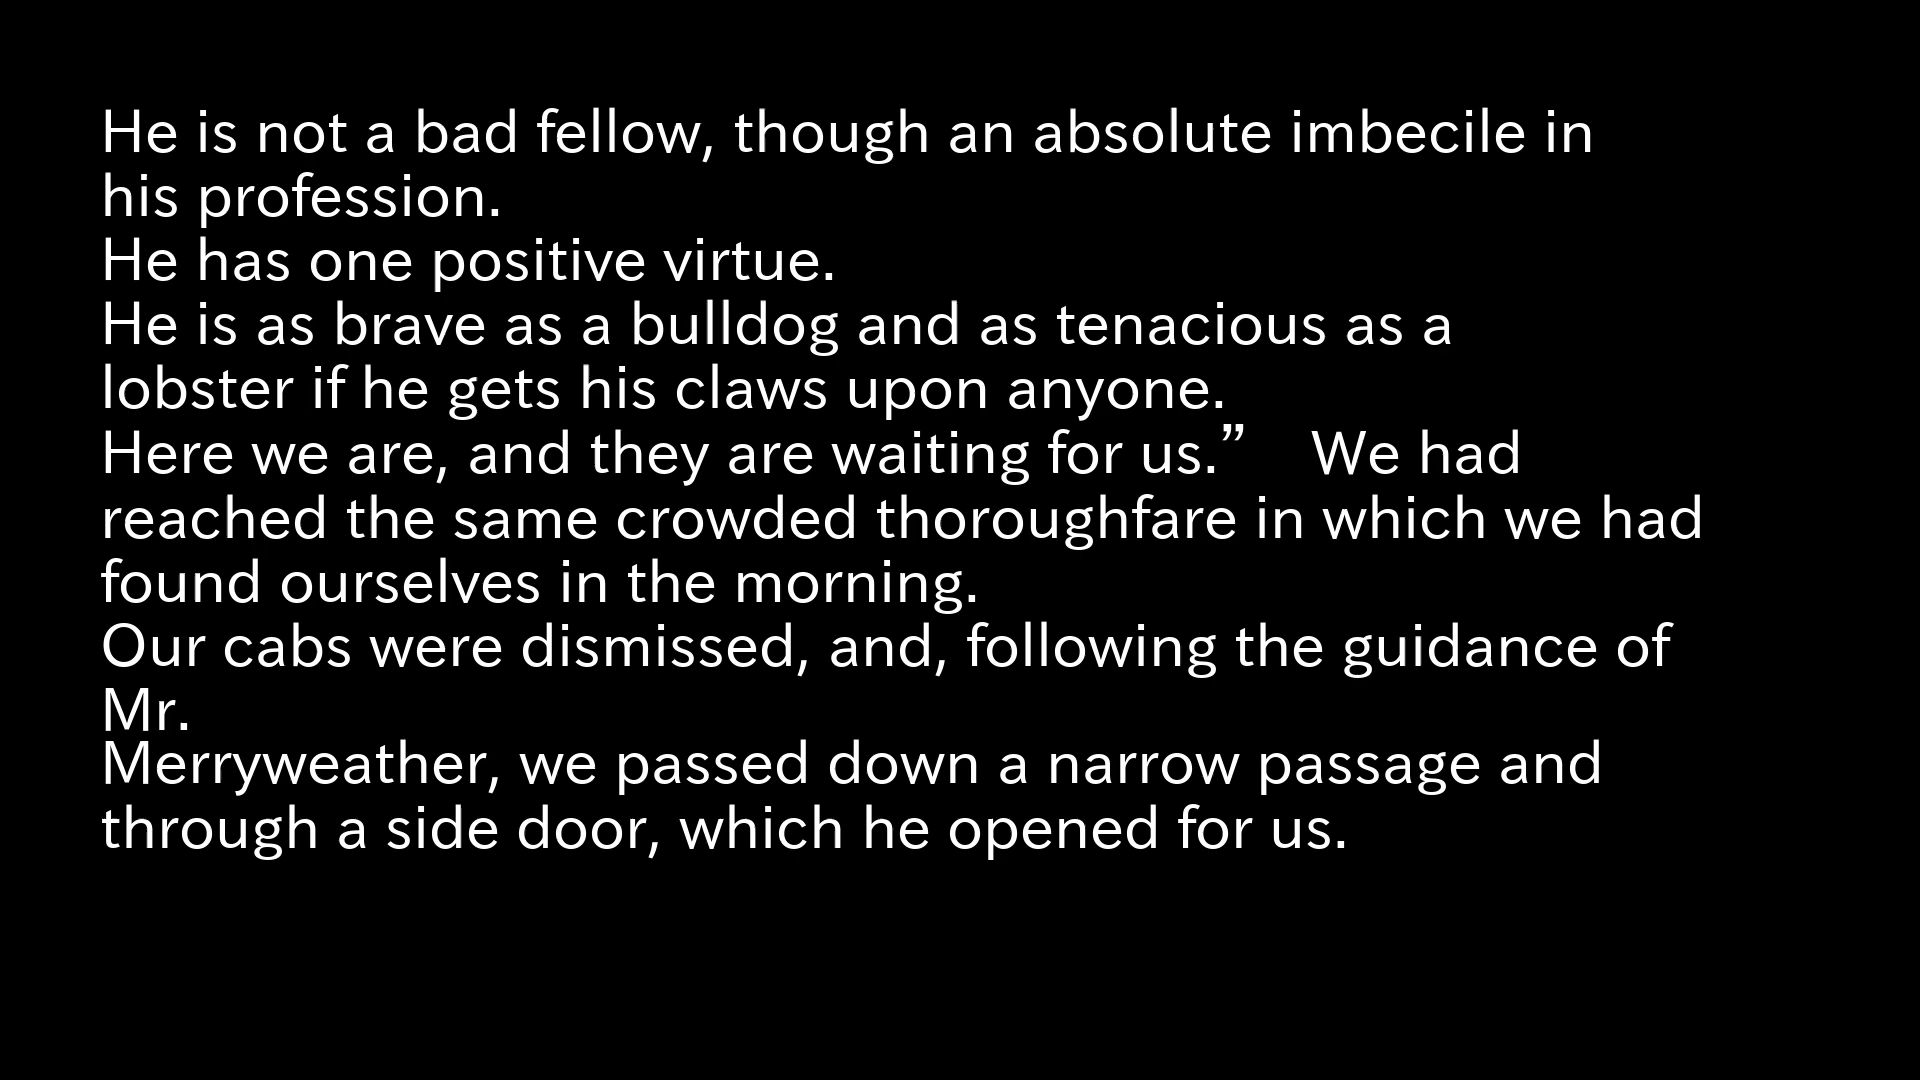 He is not a bad fellow, though an absolute imbecile in
his profession.
He has one positive virtue.
He is as brave as a bulldog and as tenacious as a
lobster if he gets his claws upon anyone.
Here we are, and they are waiting for us.”    We had
reached the same crowded thoroughfare in which we had
found ourselves in the morning.
Our cabs were dismissed, and, following the guidance of
Mr.
Merryweather, we passed down a narrow passage and
through a side door, which he opened for us.